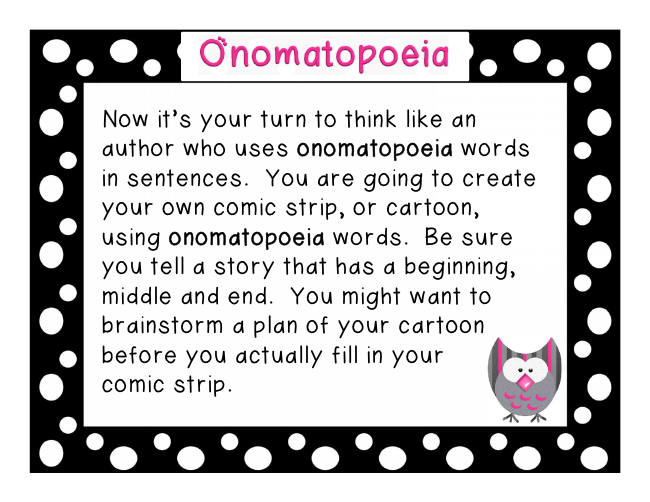 Onomatopoeia
Now it's your turn to think like an
author who uses onomatopoeia words
in sentences. You are going to create
your own comic strip, or cartoon,
using onomatopoeia words. Be sure
you tell a story that has a beginning,
middle and end. You might want to
brainstorm a plan of your cartoon
before you actually fill in your
comic strip.